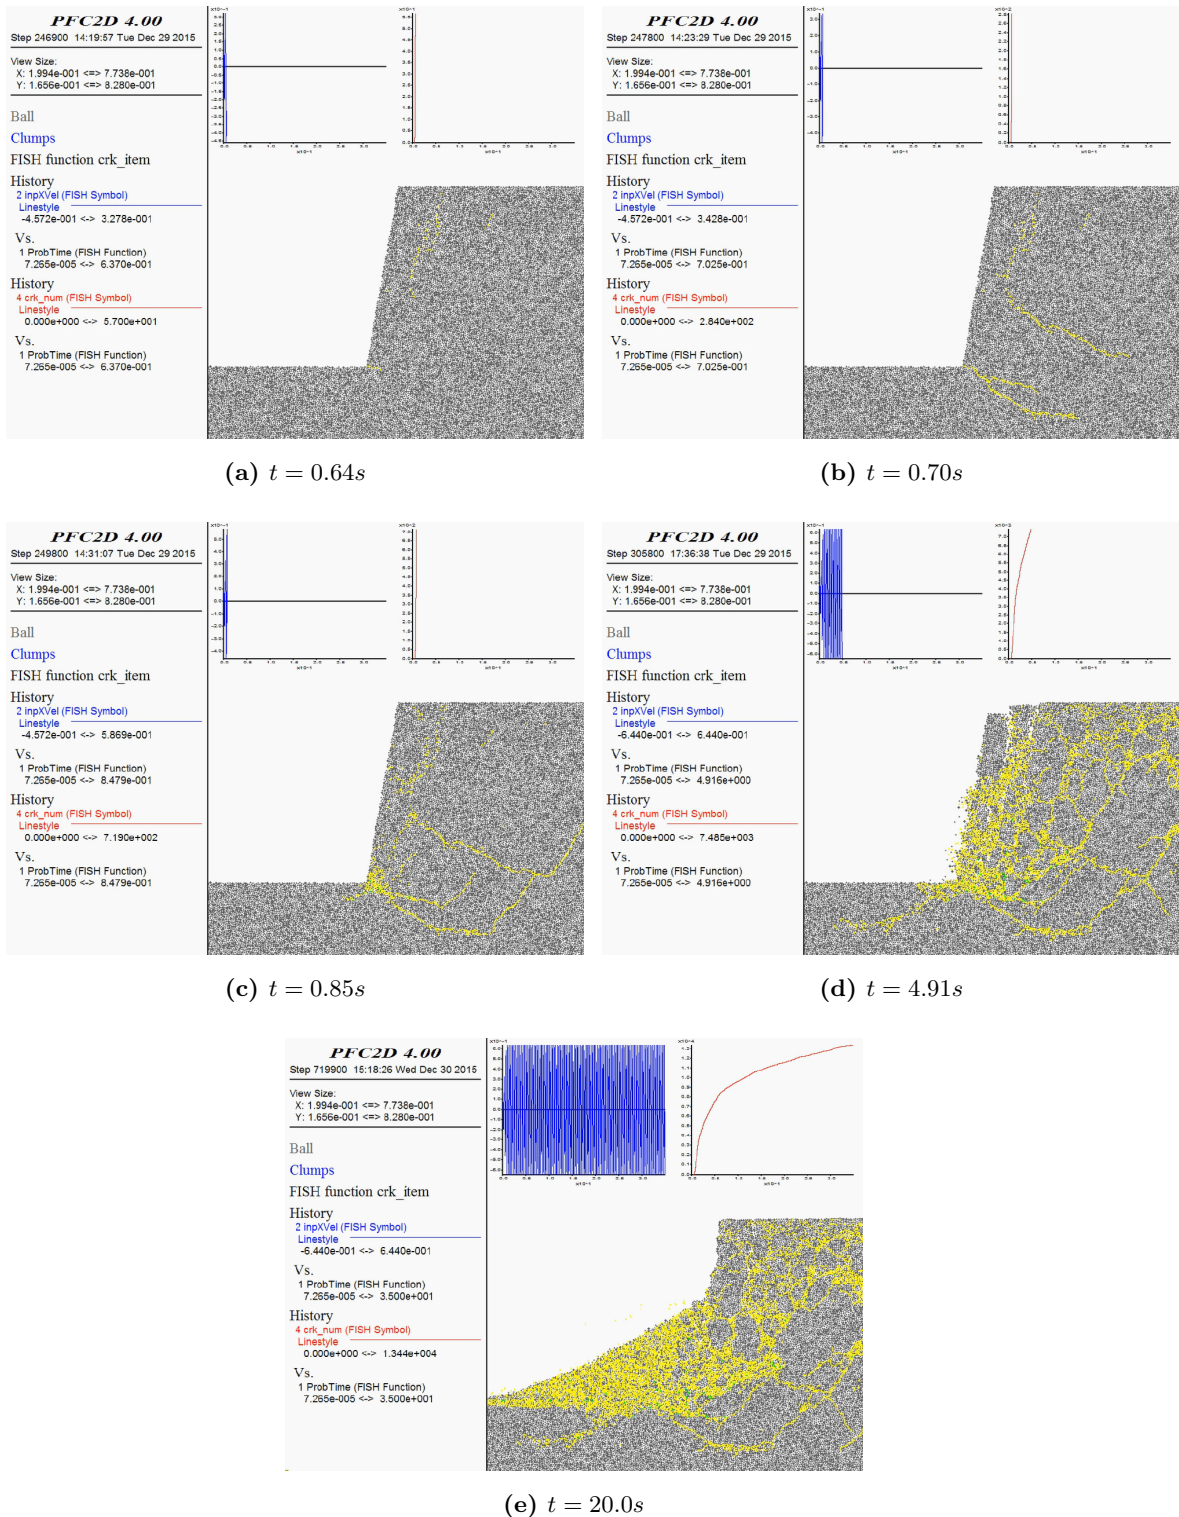 PFC2D 4.00
Step 246900 14:19:57 Tue Dec 29 2015
View Size:
X: 1.994e-001 <=> 7.738e-001
Y: 1.656e-001 <=> 8.280e-001
Ball
Clumps
FISH function crk_item
History
2 inpXVel (FISH Symbol)
Linestyle
-4.572e-001 <-> 3.278e-001
Vs.
1 ProbTime (FISH Function)
7.265e-005 <-> 6.370e-001
History
4 crk_num (FISH Symbol)
Linestyle
0.000e+000 <-> 5.700e+001
Vs.
1 ProbTime (FISH Function)
7.265e-005 <-> 6.370e-001
(a) t = 0.64s
PFC2D 4.00
Step 247800 14:23:29 Tue Dec 29 2015
View Size:
X: 1.994e-001 <=> 7.738e-001
Y: 1.656e-001 <=> 8.280e-001
Ball
Clumps
FISH function crk_item
History
2 inpXVel (FISH Symbol)
Linestyle
-4.572e-001 <-> 3.428e-001
Vs.
1 ProbTime (FISH Function)
7.265e-005 <-> 7.025e-001
History
4 crk_num (FISH Symbol)
Linestyle
0.000e+000 <-> 2.840e+002
Vs.
1 ProbTime (FISH Function)
7.265e-005 <-> 7.025e-001
(b) t = 0.70s
PFC2D 4.00
Step 249800 14:31:07 Tue Dec 29 2015
View Size:
X: 1.994e-001 <=> 7.738e-001
Y: 1.656e-001 <=> 8.280e-001
Ball
Clumps
FISH function crk_item
History
2 inpXVel (FISH Symbol)
Linestyle
-4.572e-001 <-> 5.869e-001
Vs.
1 ProbTime (FISH Function)
7.265e-005 <-> 8.479e-001
History
4 crk_num (FISH Symbol)
Linestyle
0.000e+000 <-> 7.190e+002
Vs.
1 ProbTime (FISH Function)
7.265e-005 <-> 8.479e-001
(c) t = 0.85s
PFC2D 4.00
Step 305800 17:36:38 Tue Dec 29 2015
View Size:
X: 1.994e-001 <=> 7.738e-001
Y: 1.656e-001 <=> 8.280e-001
Ball
Clumps
FISH function crk_item
History
2 inpXVel (FISH Symbol)
Linestyle
-6.440e-001 <-> 6.440e-001
Vs.
1 ProbTime (FISH Function)
7.265e-005 <-> 4.916e+000
History
4 crk_num (FISH Symbol)
Linestyle
0.000e+000 <-> 7.485e+003
Vs.
1 ProbTime (FISH Function)
7.265e-005 <-> 4.916e+000
(d) t = 4.91s
PFC2D 4.00
Step 719900 15:18:26 Wed Dec 30 2015
View Size:
X: 1.994e-001 <=> 7.738e-001
Y: 1.656e-001 <=> 8.280e-001
Ball
Clumps
FISH function crk_item
History
2 inpXVel (FISH Symbol)
Linestyle
-6.440e-001 <-> 6.440e-001
Vs.
1 ProbTime (FISH Function)
7.265e-005 <-> 3.500e+001
History
4 crk_num (FISH Symbol)
Linestyle
0.000e+000 <-> 1.344e+004
Vs.
1 ProbTime (FISH Function)
7.265e-005 <-> 3.500e+001
(e) t = 20.0s